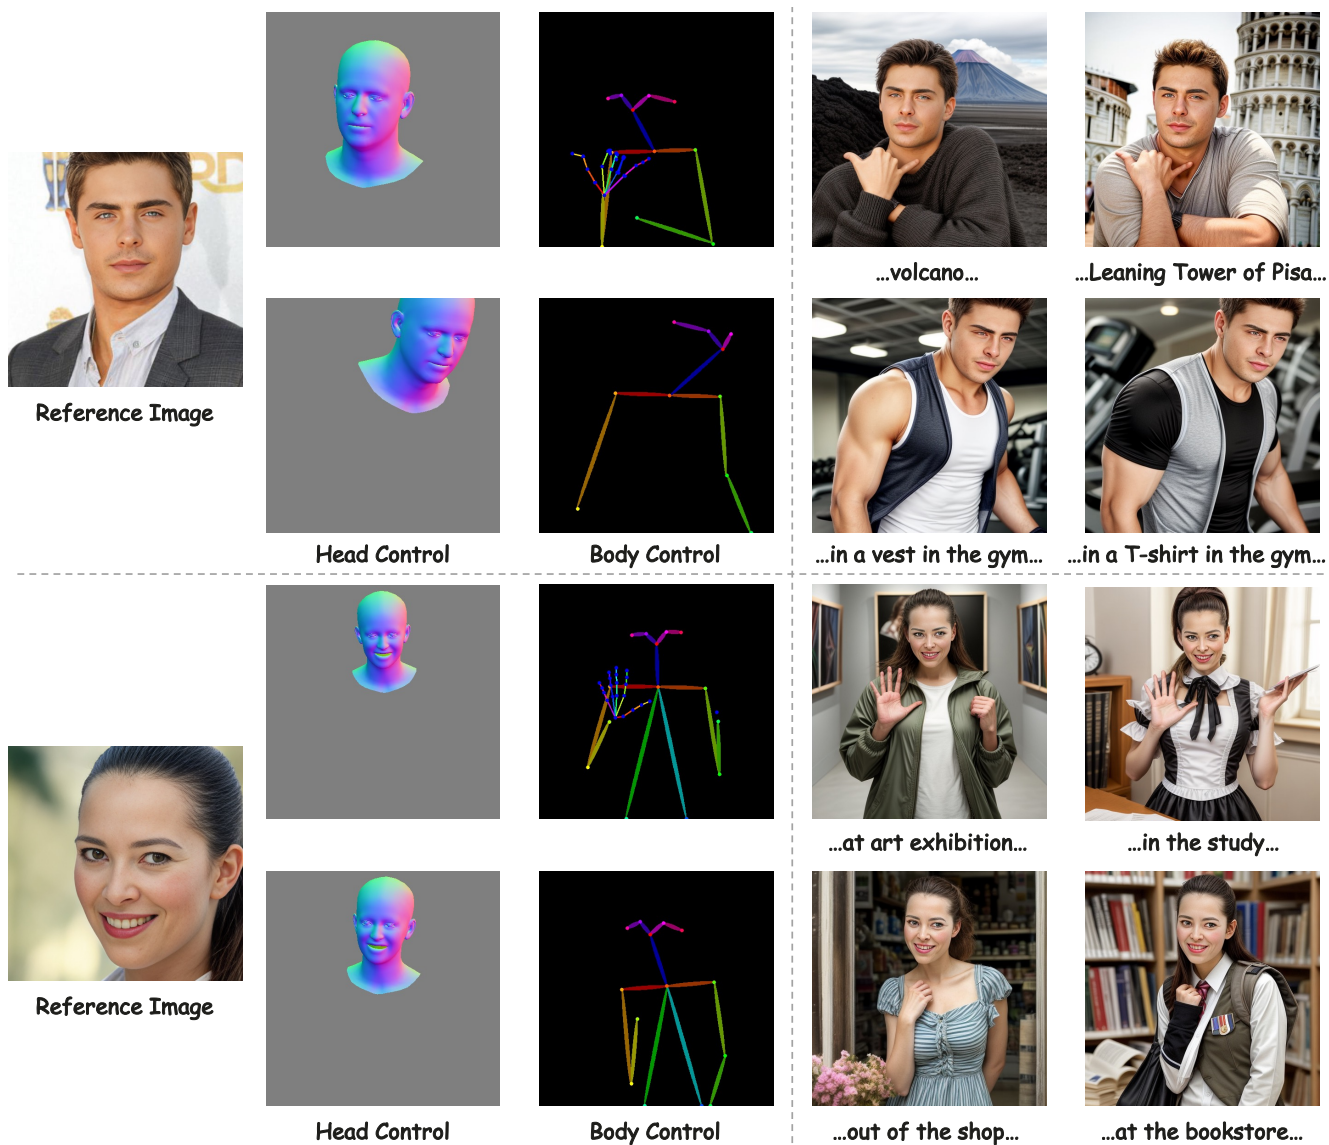 RD
...volcano...
...Leaning Tower of Pisa...
Reference Image
Head Control
Body Control
...in a vest in the gym...
...in a T-shirt in the gym...
...at art exhibition...
...in the study...
Reference Image
Head Control
Body Control
...out of the shop...
...at the bookstore...